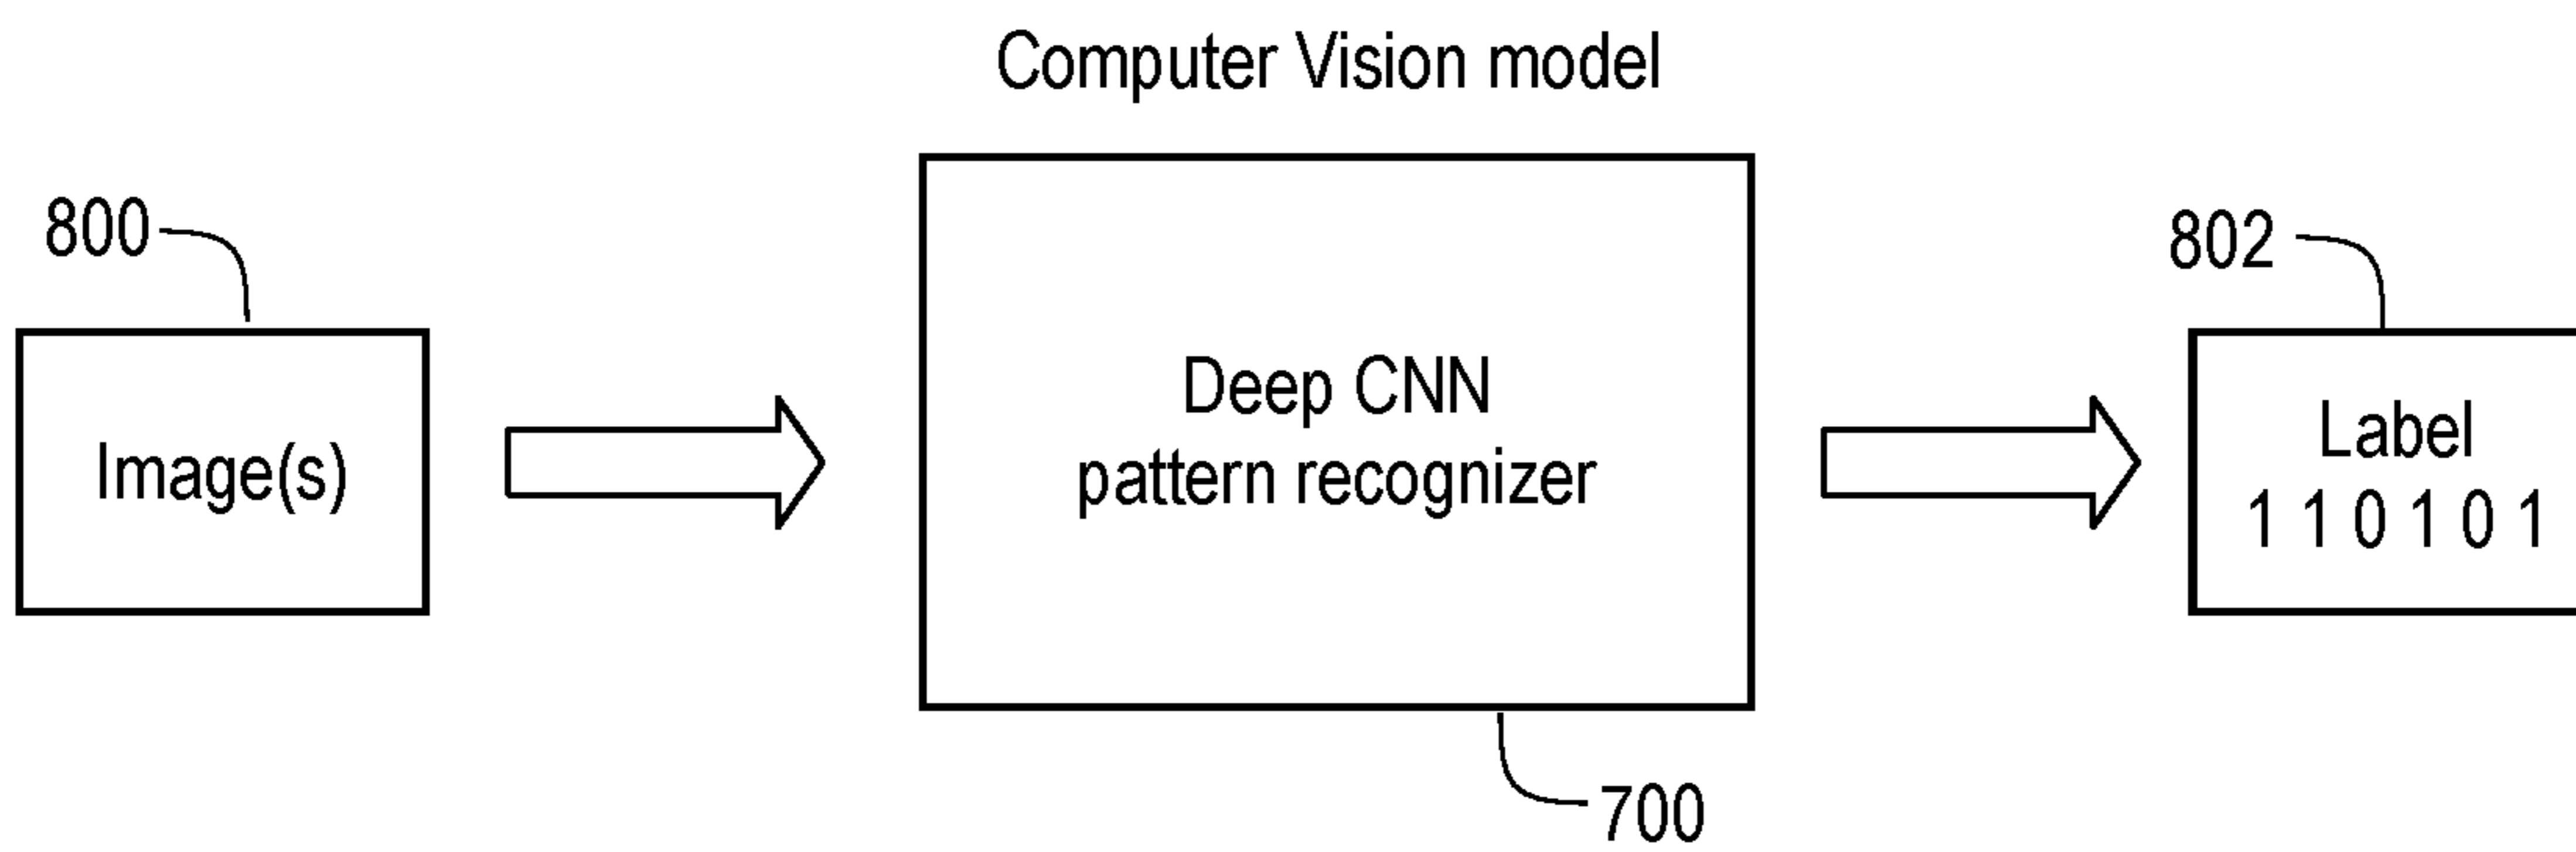 Computer Vision model
800
802
Image(s)
Deep CNN
pattern recognizer
Label
1 1 0 1 0 1
700